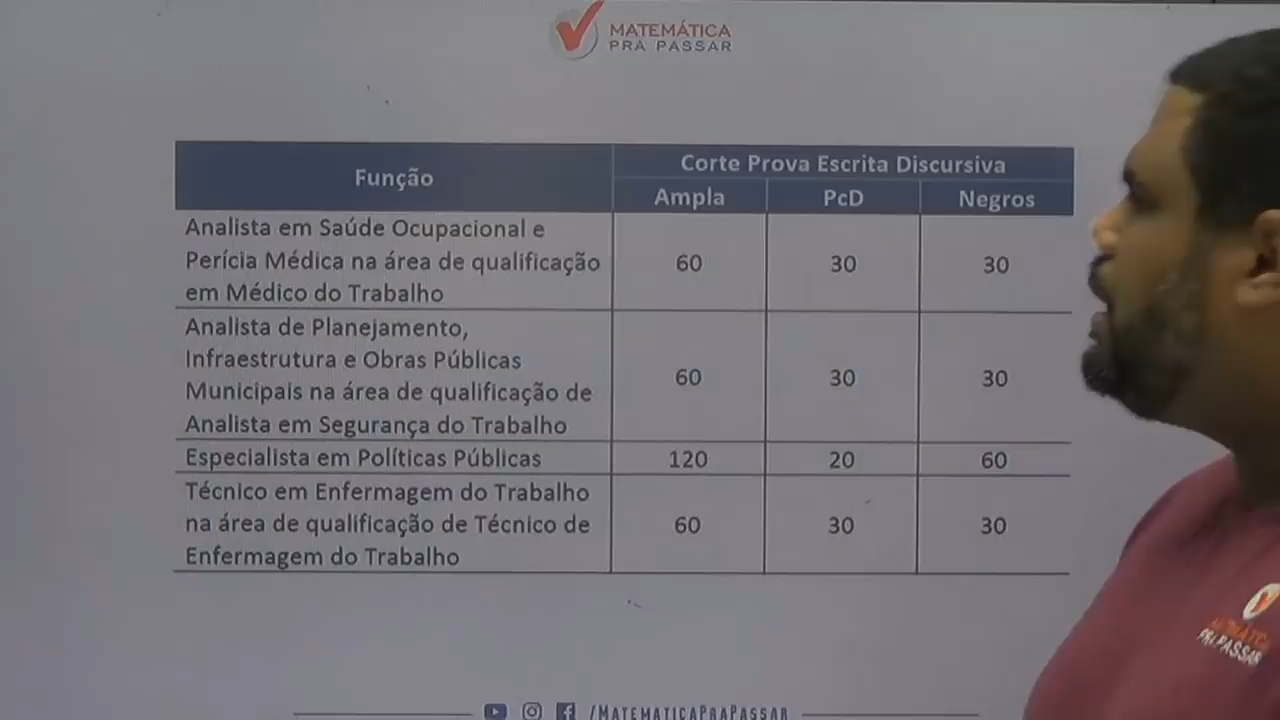 MATEMÁTICA
PRA PASSAR
Função
Corte Prova Escrita Discursiva
Ampla PcD Negros
Analista em Saúde Ocupacional e
Perícia Médica na área de qualificação
em Médico do Trabalho
60 30 30
Analista de Planejamento,
Infraestrutura e Obras Públicas
Municipais na área de qualificação de
Analista em Segurança do Trabalho
60 30 30
Especialista em Políticas Públicas 120 20 60
Técnico em Enfermagem do Trabalho
na área de qualificação de Técnico de
Enfermagem do Trabalho
60 30 30
/MATEMATICAPRAPASSAR
MATEMÁTICA
PRA PASSAR